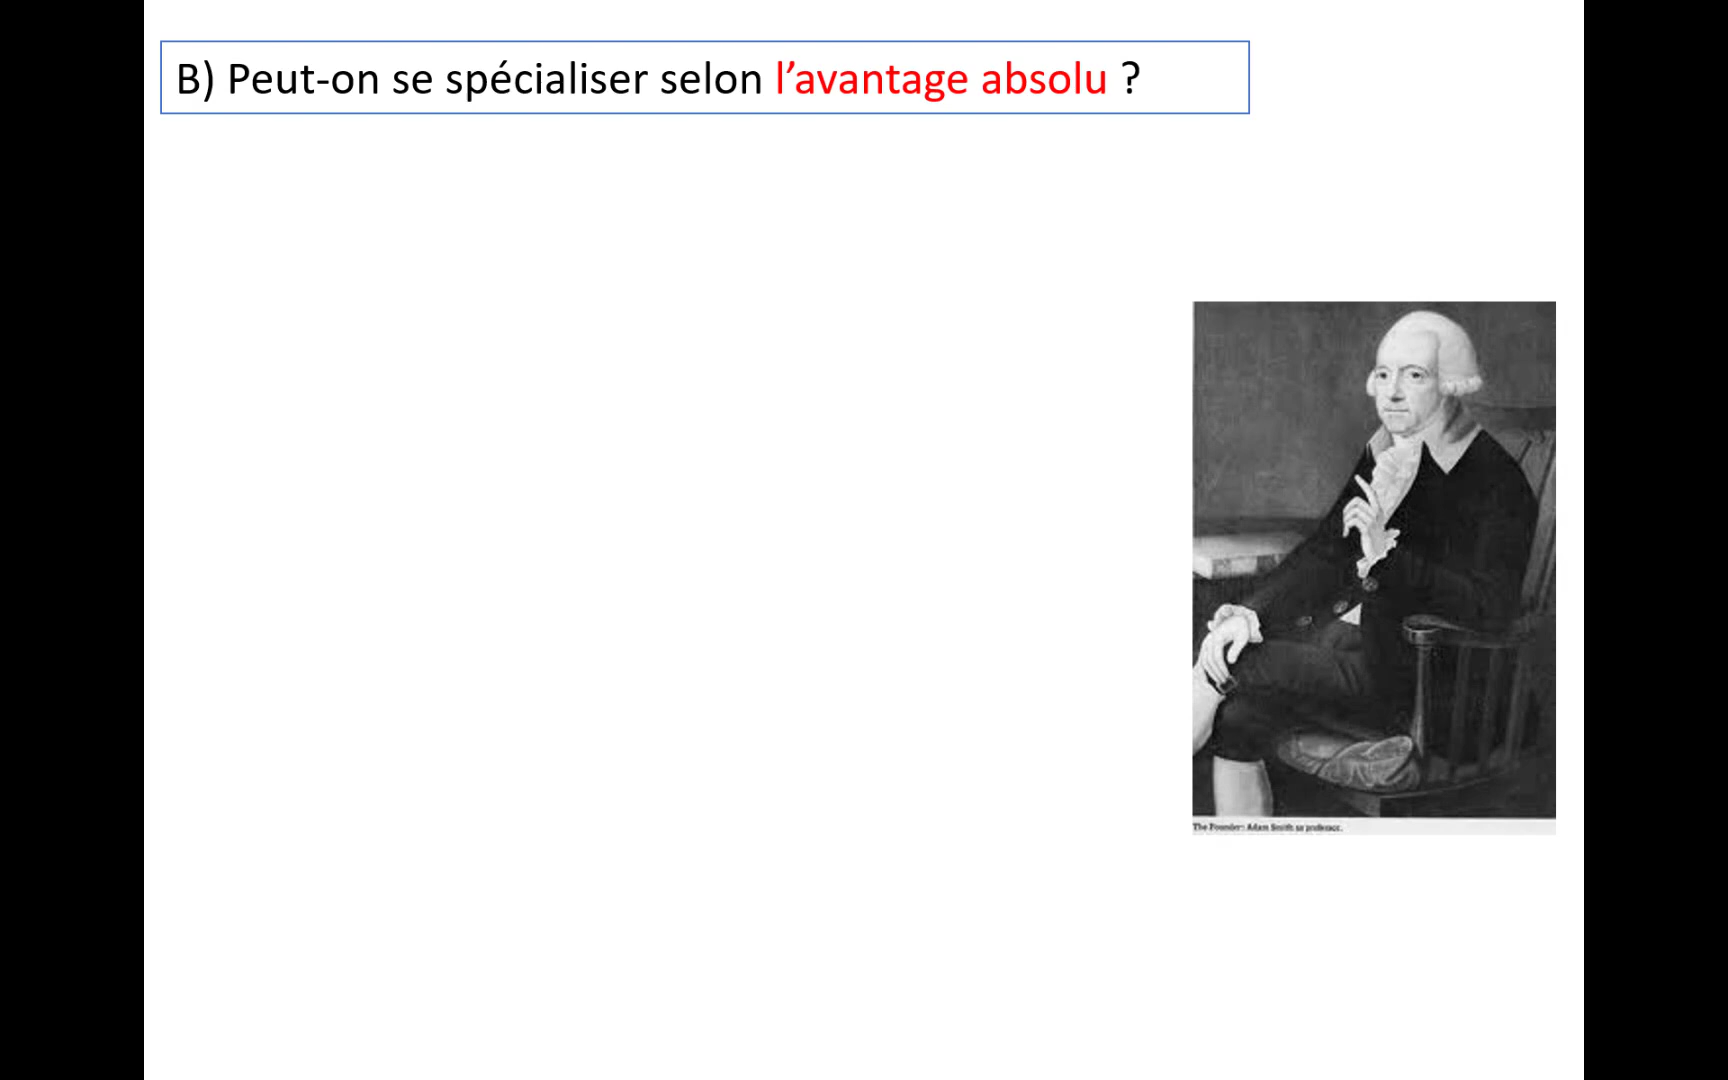 B) Peut-on se spécialiser selon l’avantage absolu ?
The Founder: Adam Smith as professor.